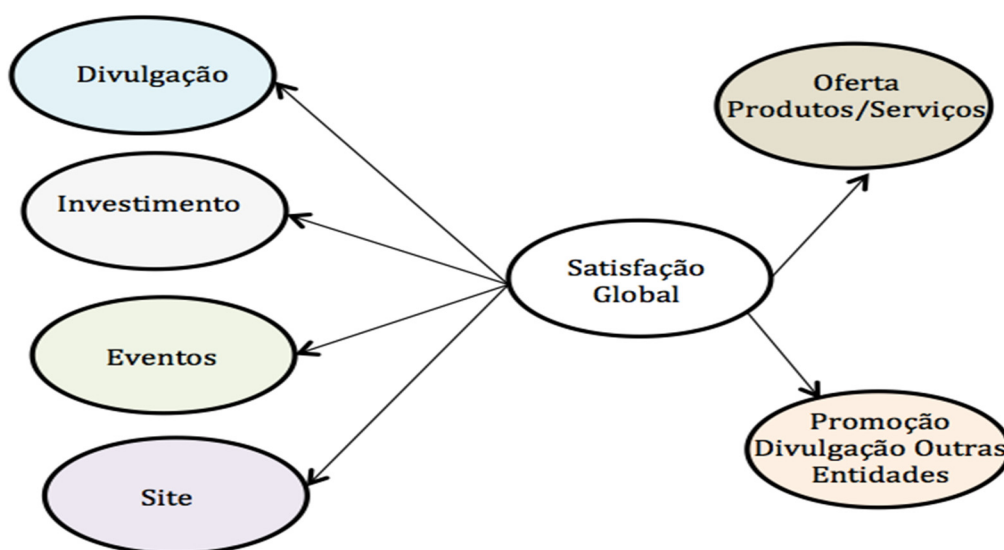 Divulgação
Investimento
Eventos
Site
Satisfação
Global
Oferta
Produtos/Serviços
Promoção
Divulgação Outras
Entidades